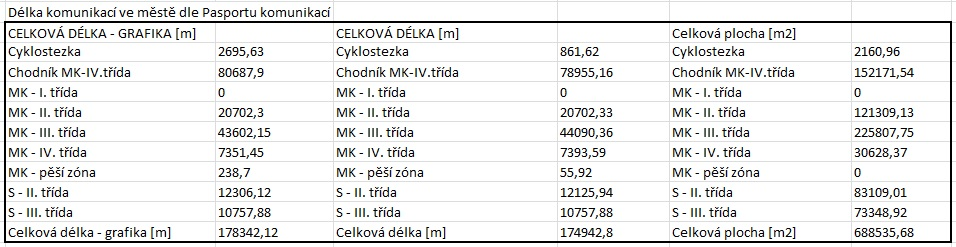 Délka komunikací ve městě dle Pasportu komunikací
CELKOVÁ DÉLKA - GRAFIKA [m] CELKOVÁ DÉLKA [m] Celková plocha [m2]
Cyklostezka 2695,63 Cyklostezka 861,62 Cyklostezka 2160,96
Chodník MK-IV.třída 80687,9 Chodník MK-IV.třída 78955,16 Chodník MK-IV.třída 152171,54
MK - I. třída 0 MK - I. třída 0 MK - I. třída 0
MK - II. třída 20702,3 MK - II. třída 20702,33 MK - II. třída 121309,13
MK - III. třída 43602,15 MK - III. třída 44090,36 MK - III. třída 225807,75
MK - IV. třída 7351,45 MK - IV. třída 7393,59 MK - IV. třída 30628,37
MK - pěší zóna 238,7 MK - pěší zóna 55,92 MK - pěší zóna 0
S - II. třída 12306,12 S - II. třída 12125,94 S - II. třída 83109,01
S - III. třída 10757,88 S - III. třída 10757,88 S - III. třída 73348,92
Celková délka - grafika [m] 178342,12 Celková délka [m] 174942,8 Celková plocha [m2] 688535,68